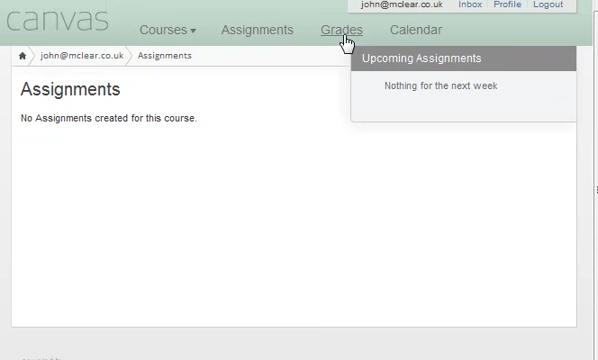 canvas
john@mclear.co.uk Inbox Profile Logout
Courses Assignments Grades Calendar
john@mclear.co.uk Assignments
Upcoming Assignments
Nothing for the next week
Assignments
No Assignments created for this course.